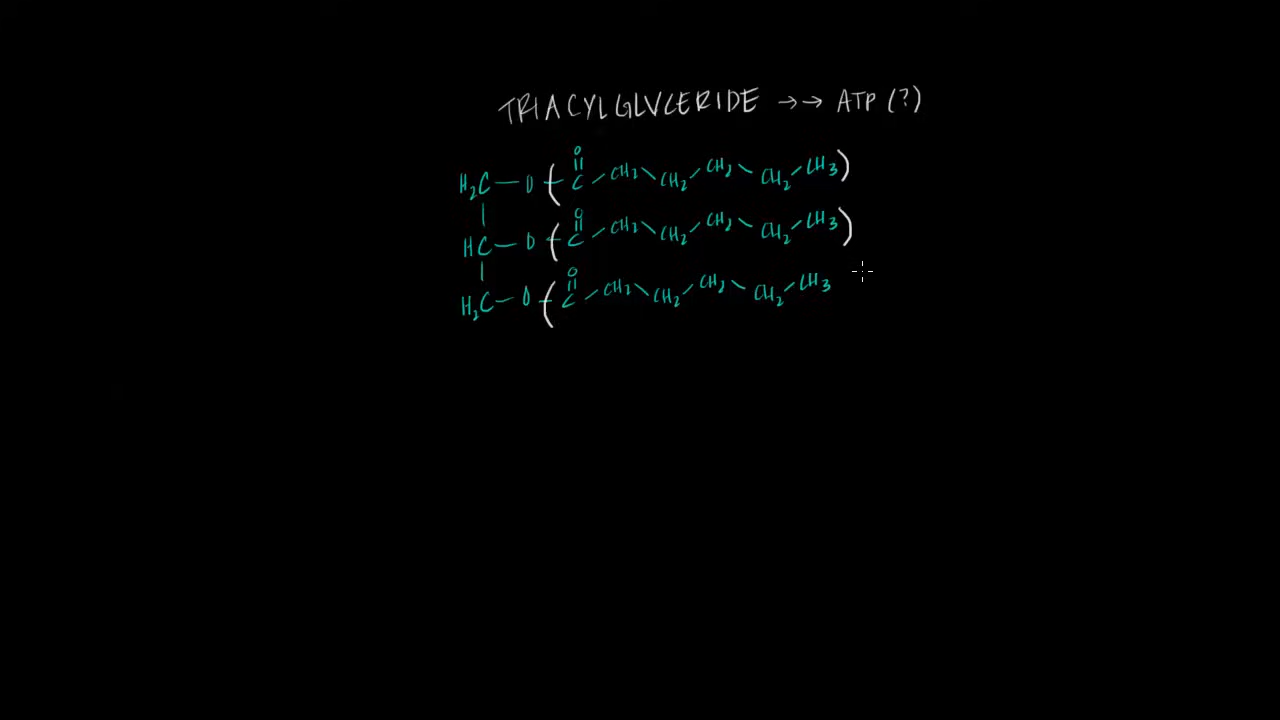 TRIACYLGLYCERIDE →→ ATP (?)
O
H₂C — O — ( C — CH₂ — CH₂ — CH₂ — CH₂ — CH₃ )
O
HC — O — ( C — CH₂ — CH₂ — CH₂ — CH₂ — CH₃ )
O
H₂C — O — ( C — CH₂ — CH₂ — CH₂ — CH₂ — CH₃